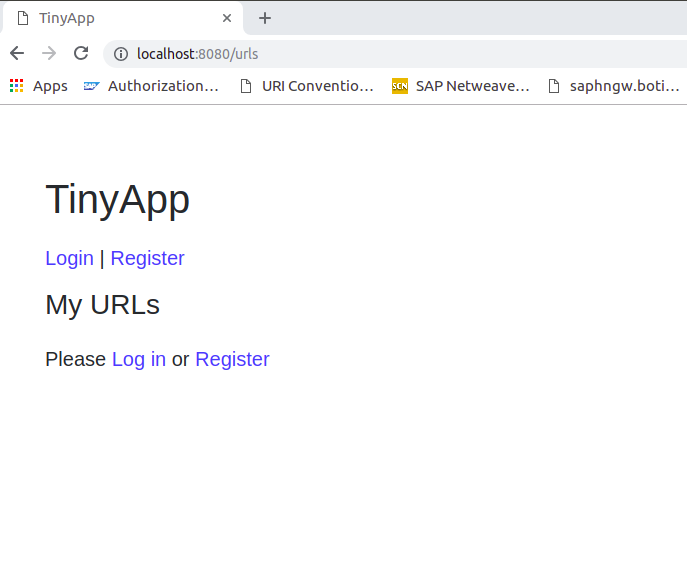 TinyApp
localhost:8080/urls
Apps SAP Authorization… URI Conventio… SCN SAP Netweave… saphngw.boti…
TinyApp
Login | Register
My URLs
Please Log in or Register